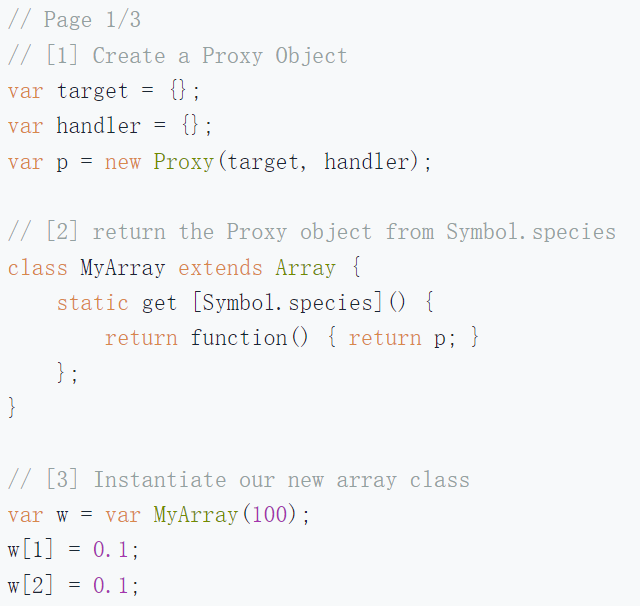 // Page 1/3
// [1] Create a Proxy Object
var target = {};
var handler = {};
var p = new Proxy(target, handler);
// [2] return the Proxy object from Symbol.species
class MyArray extends Array {
    static get [Symbol.species]() {
        return function() { return p; }
    };
}
// [3] Instantiate our new array class
var w = var MyArray(100);
w[1] = 0.1;
w[2] = 0.1;